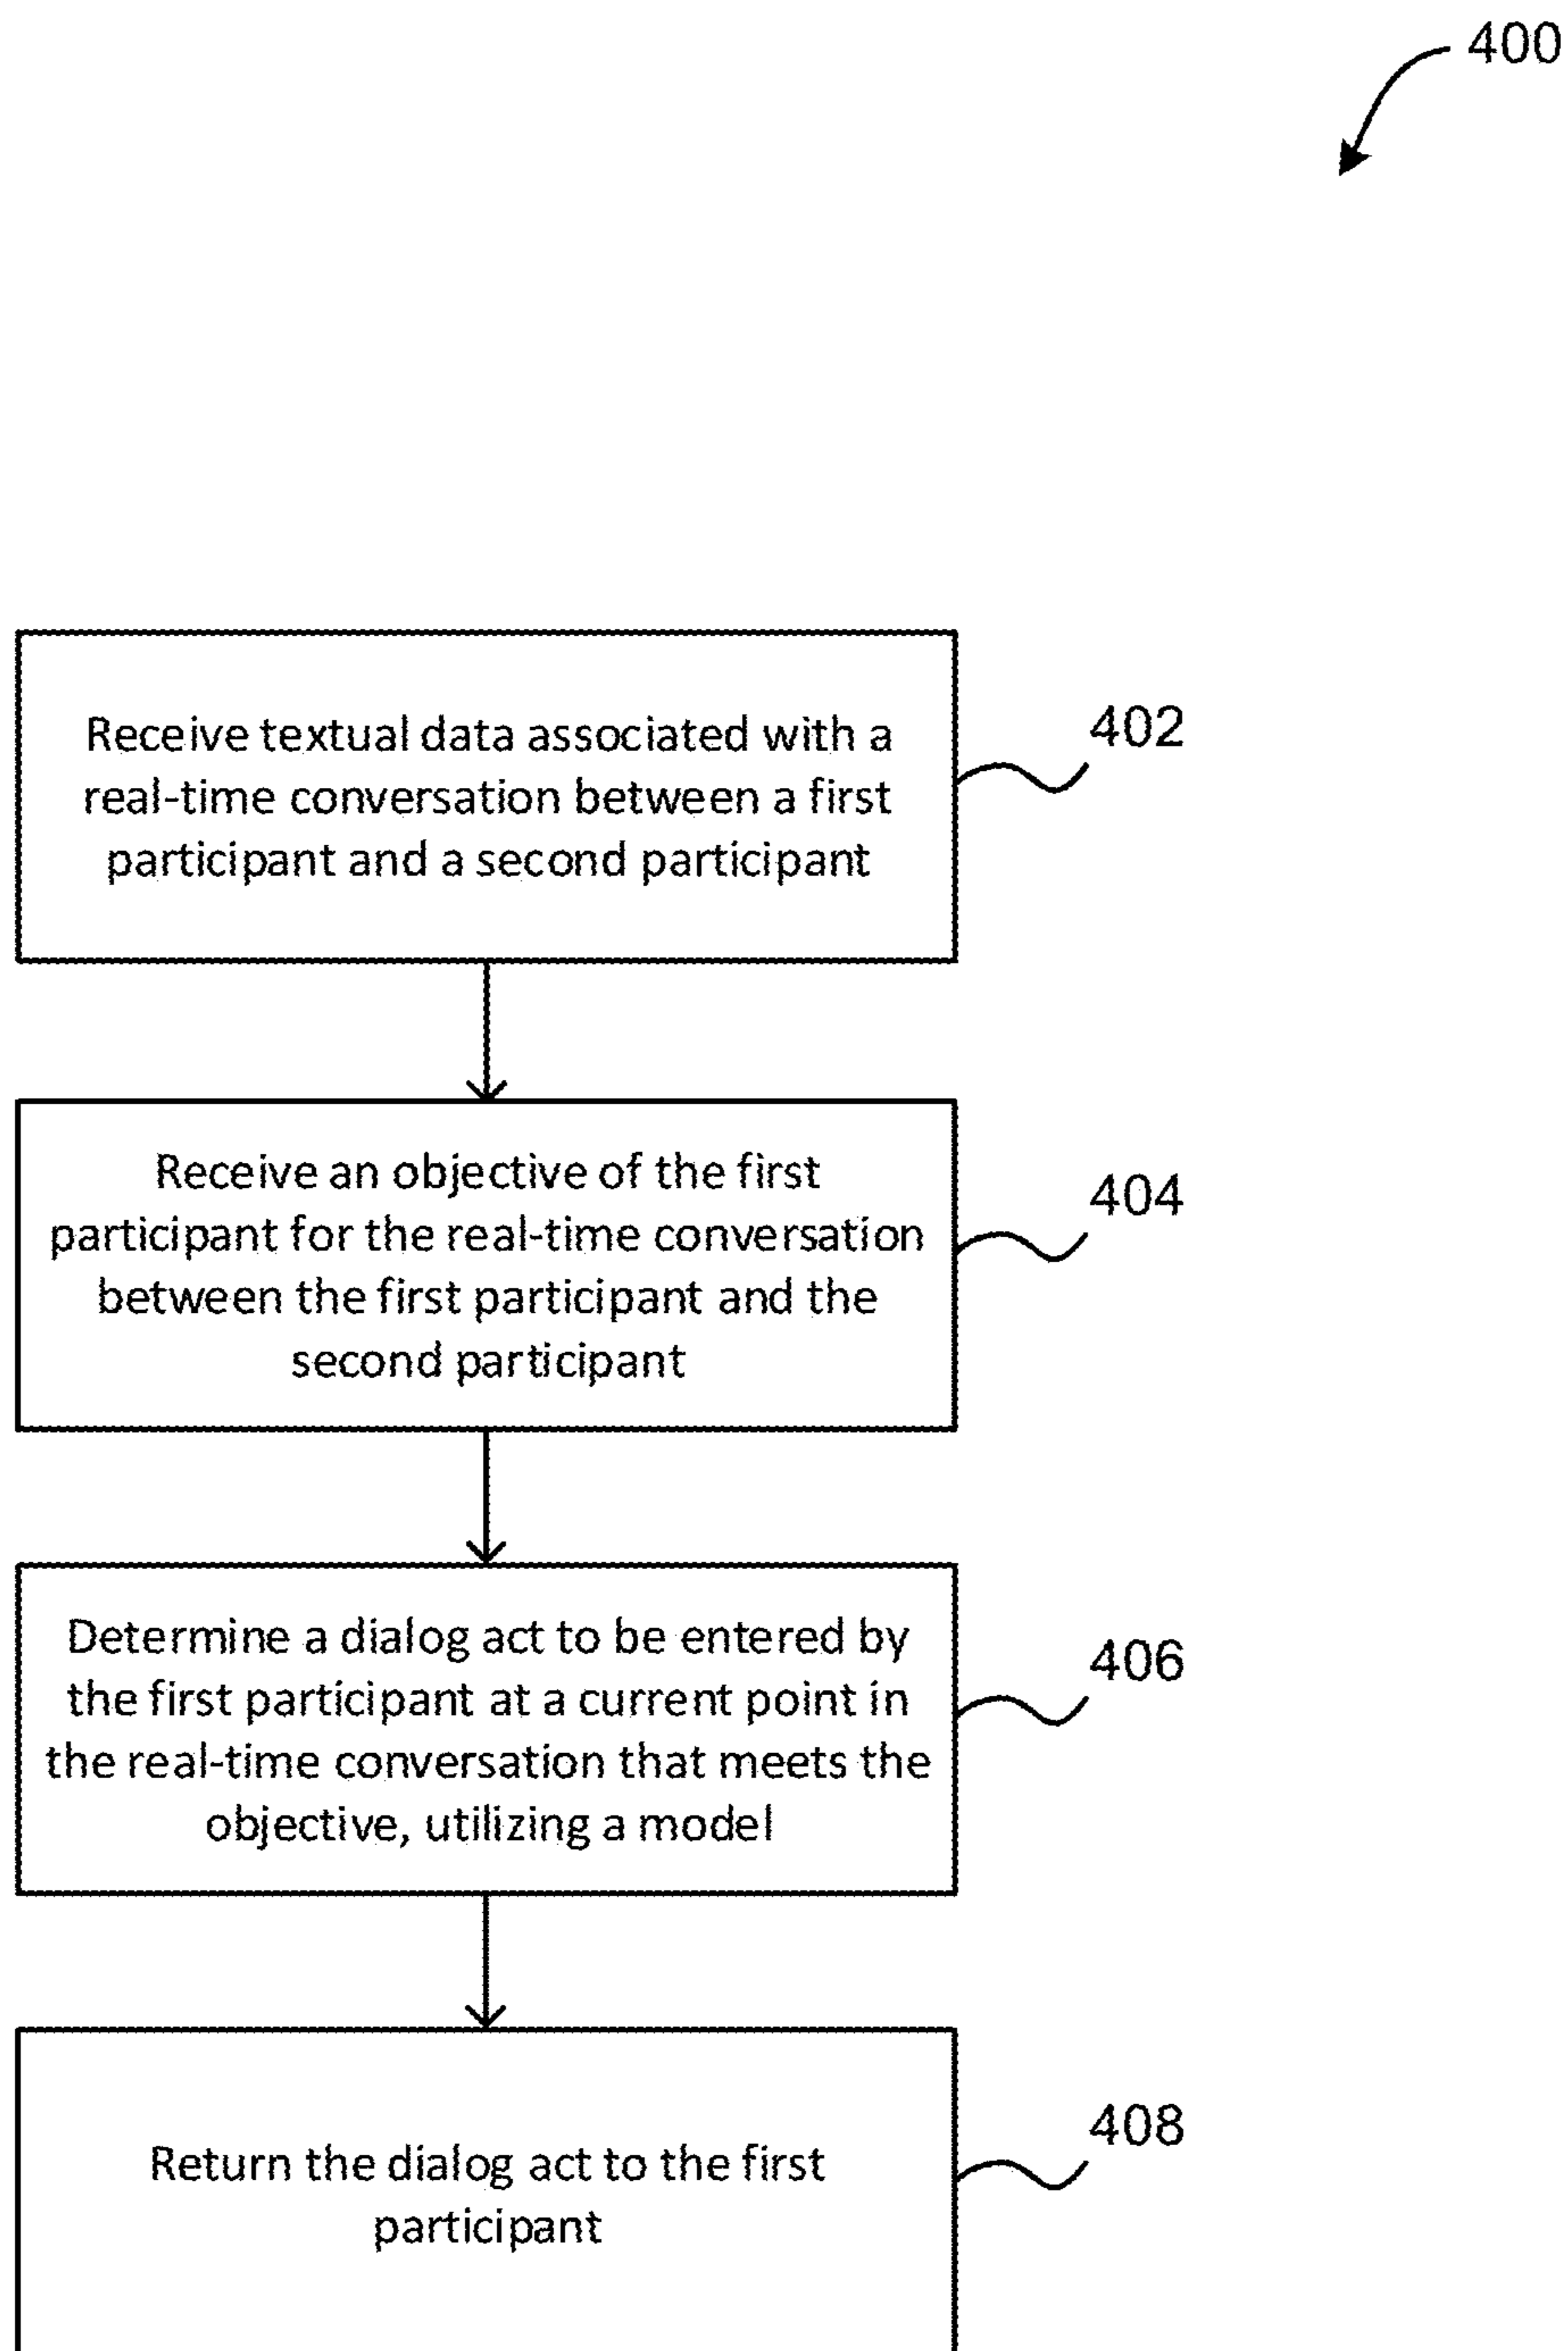 400
Receive textual data associated with a
real-time conversation between a first
participant and a second participant
402
Receive an objective of the first
participant for the real-time conversation
between the first participant and the
second participant
404
Determine a dialog act to be entered by
the first participant at a current point in
the real-time conversation that meets the
objective, utilizing a model
406
Return the dialog act to the first
participant
408